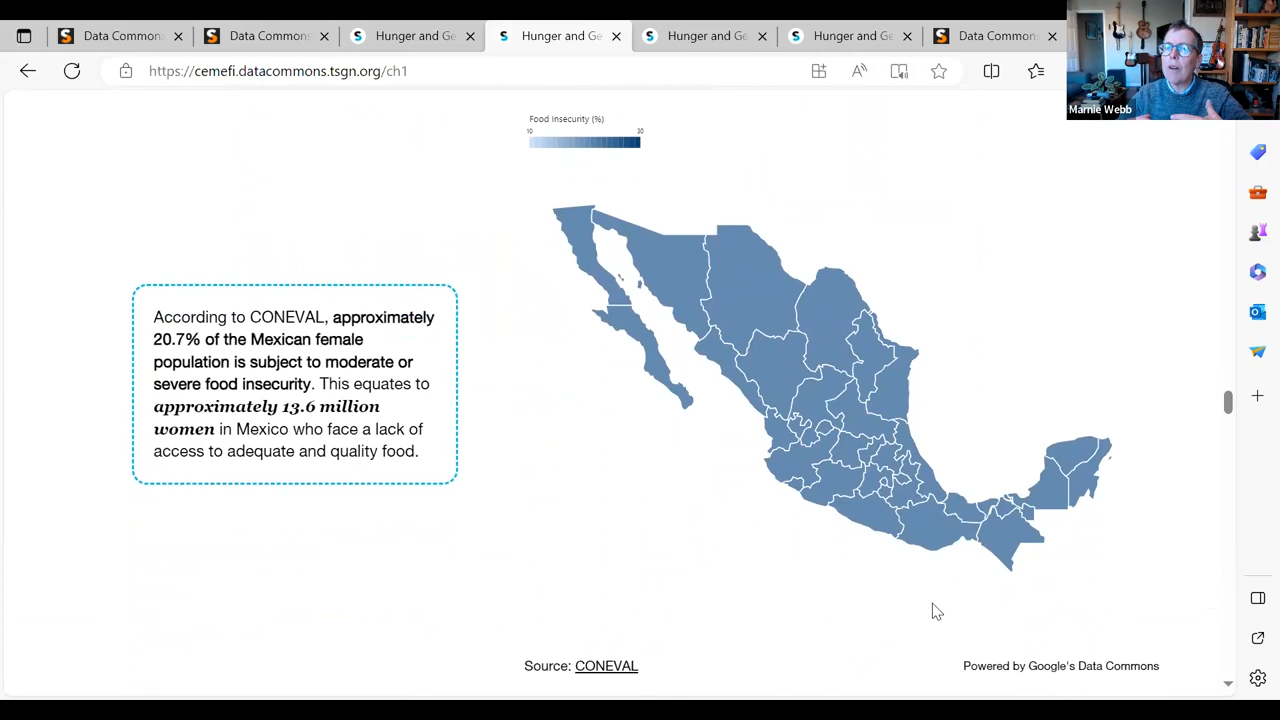 Data Commons
Data Commons
Hunger and Ge
Hunger and Ge
Hunger and Ge
Hunger and Ge
Data Commons
https://cemefi.datacommons.tsgn.org/ch1
Marnie Webb
Food Insecurity (%)
10 30
According to CONEVAL, approximately
20.7% of the Mexican female
population is subject to moderate or
severe food insecurity. This equates to
approximately 13.6 million
women in Mexico who face a lack of
access to adequate and quality food.
Source: CONEVAL
Powered by Google's Data Commons